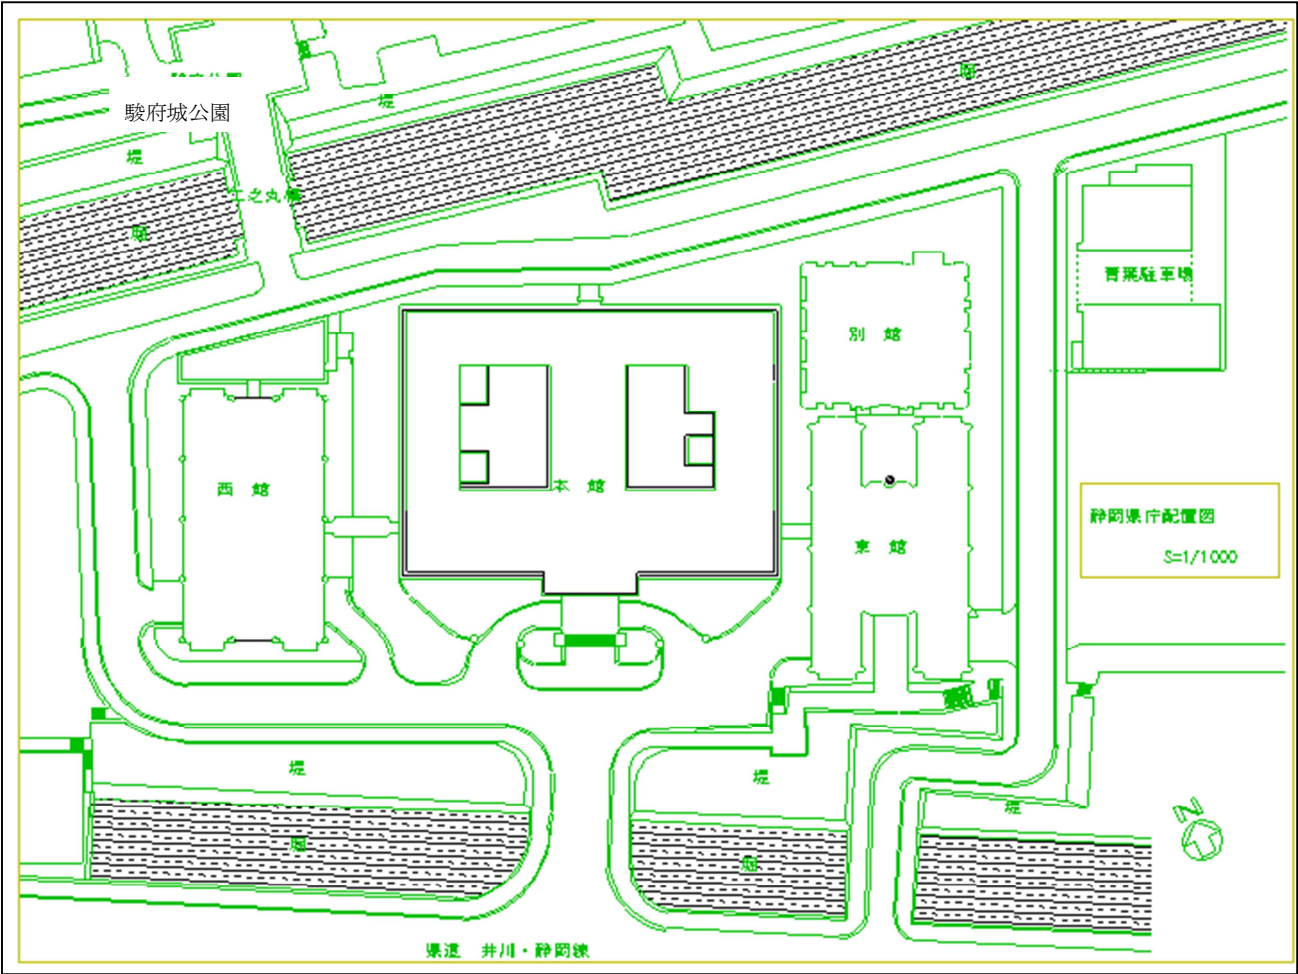 駿府城公園
堀
堤
堤
二之丸橋
堀
青葉駐車場
別 館
西 館
本 館
東 館
静岡県庁配置図
S=1/1000
堤
堤
堤
堀
堀
N
県道 井川・静岡線